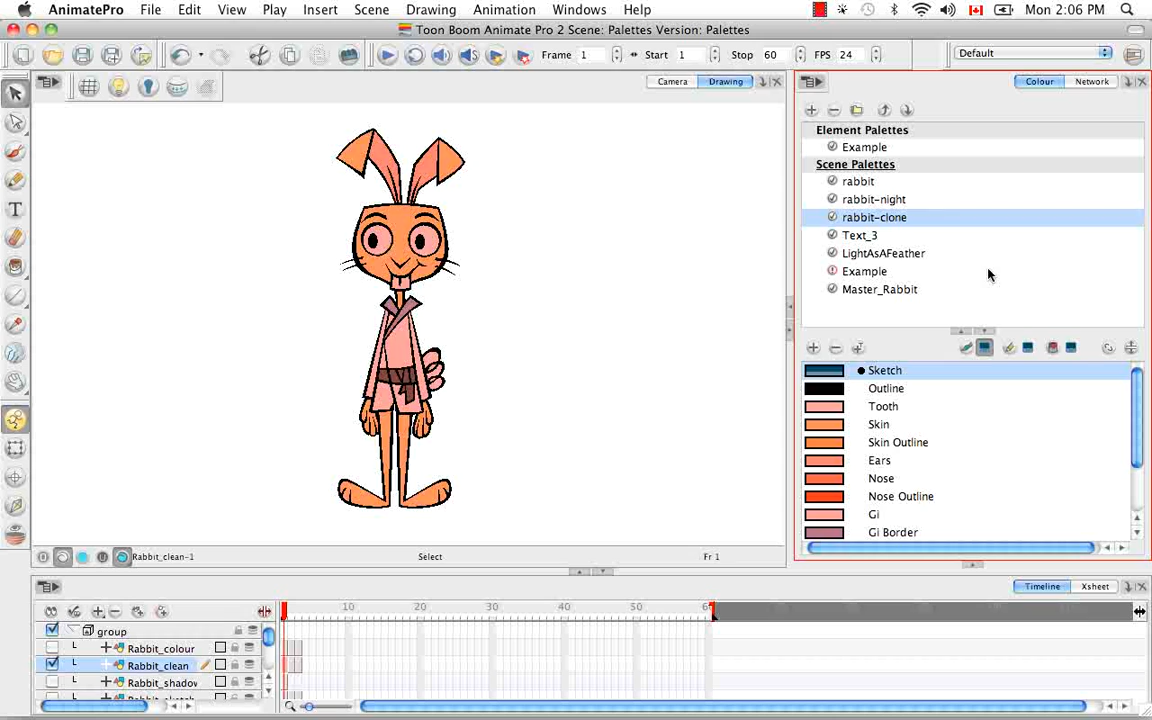 AnimatePro File Edit View Play Insert Scene Drawing Animation Windows Help Mon 2:06 PM
Toon Boom Animate Pro 2 Scene: Palettes Version: Palettes
Frame 1 Start 1 Stop 60 FPS 24 Default
Camera Drawing Colour Network
Element Palettes
Example
Scene Palettes
rabbit
rabbit-night
rabbit-clone
Text_3
LightAsAFeather
Example
Master_Rabbit
Sketch
Outline
Tooth
Skin
Skin Outline
Ears
Nose
Nose Outline
Gi
Gi Border
Rabbit_clean-1 Select Fr 1
Timeline Xsheet
10 20 30 40 50 6
group
Rabbit_colour
Rabbit_clean
Rabbit_shadov